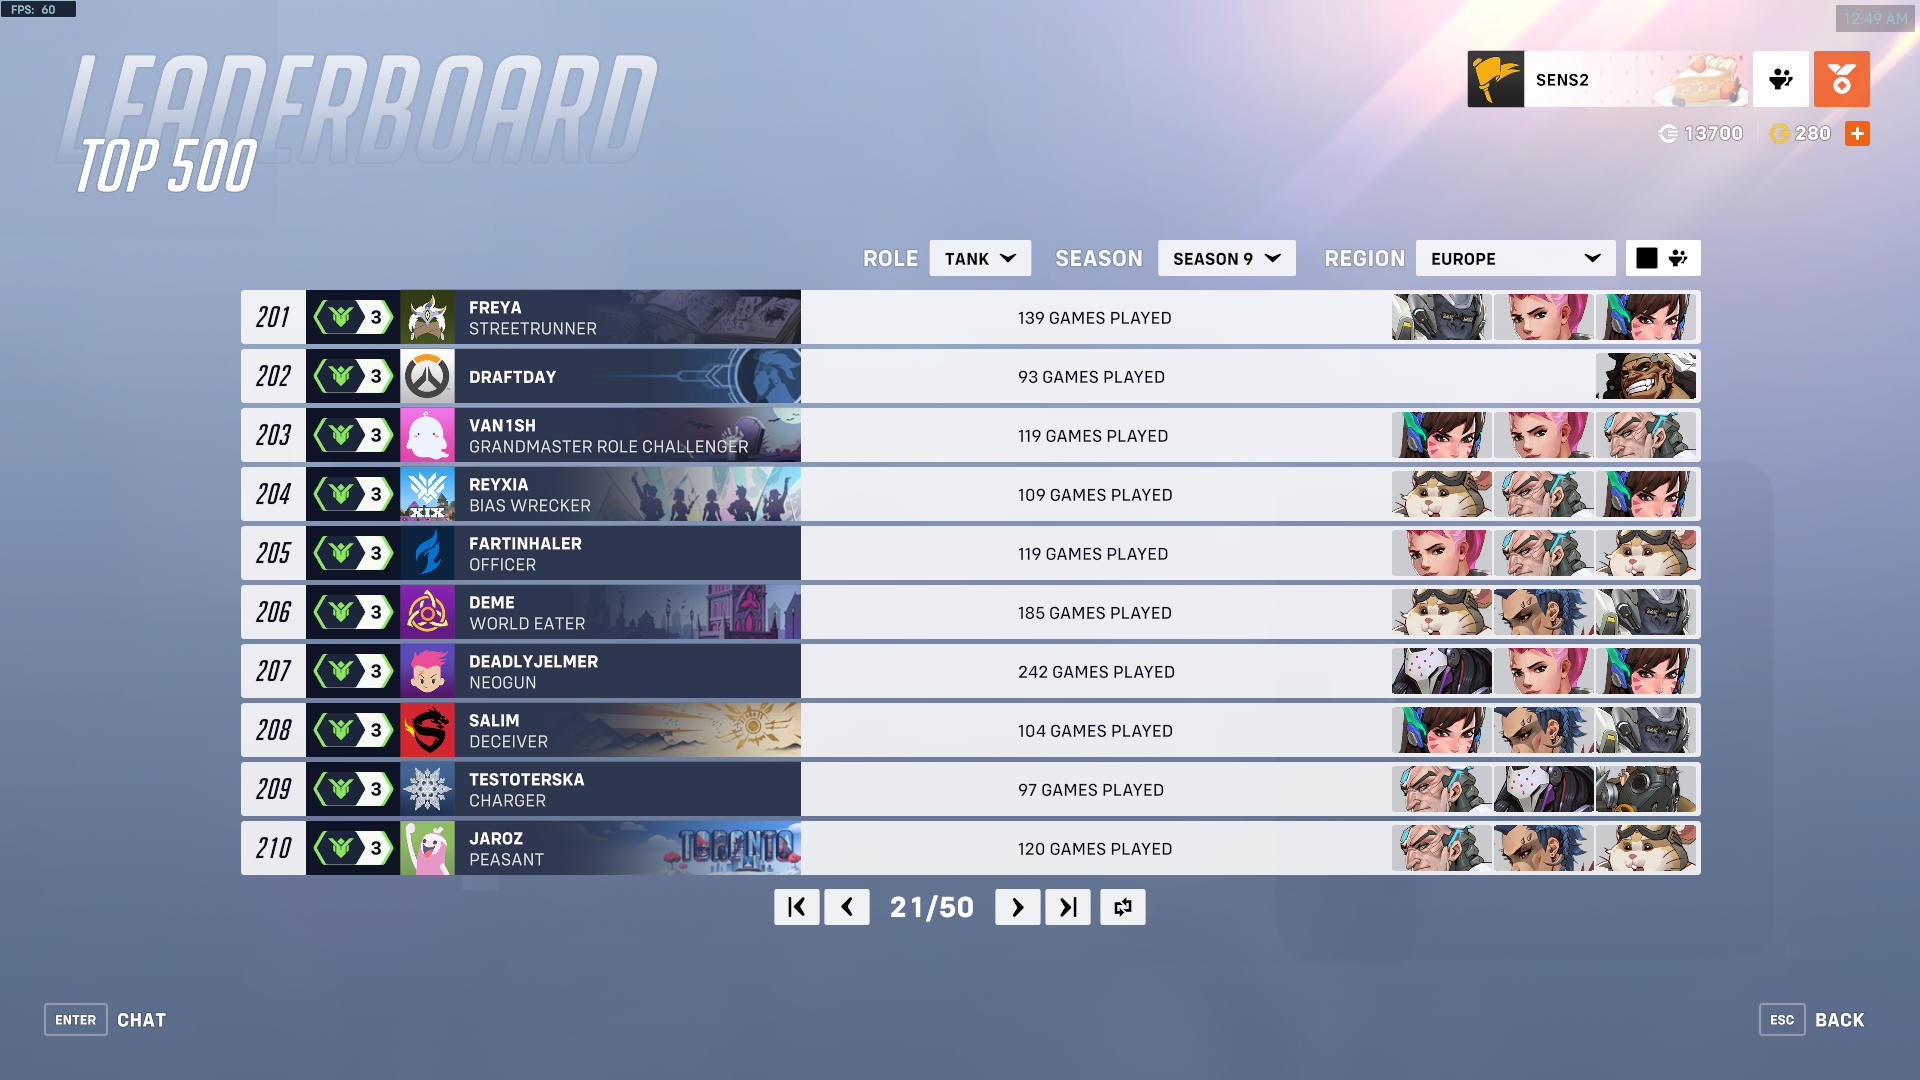 FPS: 60
12:49 AM
LEADERBOARD
TOP 500
SENS2
13700
280
ROLE TANK SEASON SEASON 9 REGION EUROPE
201 3 FREYA
STREETRUNNER
139 GAMES PLAYED
202 3 DRAFTDAY
93 GAMES PLAYED
203 3 VAN1SH
GRANDMASTER ROLE CHALLENGER
119 GAMES PLAYED
204 3 REYXIA
BIAS WRECKER
XIX
109 GAMES PLAYED
205 3 FARTINHALER
OFFICER
119 GAMES PLAYED
206 3 DEME
WORLD EATER
185 GAMES PLAYED
207 3 DEADLYJELMER
NEOGUN
242 GAMES PLAYED
208 3 SALIM
DECEIVER
104 GAMES PLAYED
209 3 TESTOTERSKA
CHARGER
97 GAMES PLAYED
210 3 JAROZ
PEASANT
TORONTO
120 GAMES PLAYED
21/50
ENTER CHAT
ESC BACK